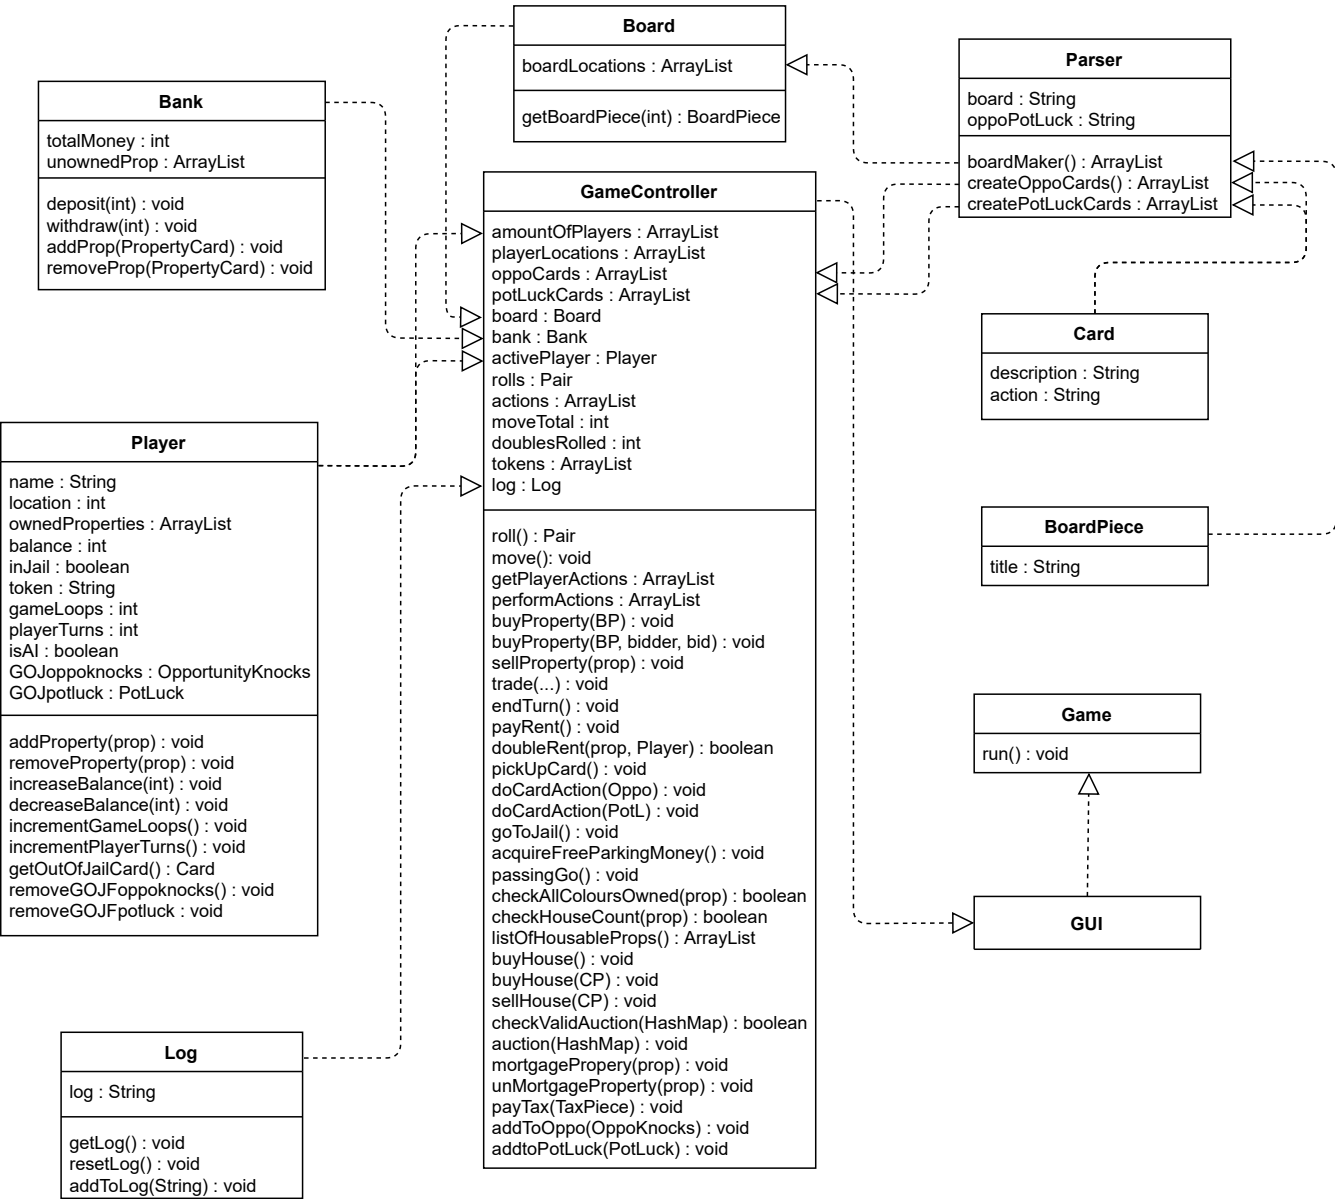 Board
boardLocations : ArrayList
getBoardPiece(int) : BoardPiece
Parser
board : String
oppoPotLuck : String
boardMaker() : ArrayList
createOppoCards() : ArrayList
createPotLuckCards : ArrayList
Bank
totalMoney : int
unownedProp : ArrayList
deposit(int) : void
withdraw(int) : void
addProp(PropertyCard) : void
removeProp(PropertyCard) : void
GameController
amountOfPlayers : ArrayList
playerLocations : ArrayList
oppoCards : ArrayList
potLuckCards : ArrayList
board : Board
bank : Bank
activePlayer : Player
rolls : Pair
actions : ArrayList
moveTotal : int
doublesRolled : int
tokens : ArrayList
log : Log
roll() : Pair
move(): void
getPlayerActions : ArrayList
performActions : ArrayList
buyProperty(BP) : void
buyProperty(BP, bidder, bid) : void
sellProperty(prop) : void
trade(...) : void
endTurn() : void
payRent() : void
doubleRent(prop, Player) : boolean
pickUpCard() : void
doCardAction(Oppo) : void
doCardAction(PotL) : void
goToJail() : void
acquireFreeParkingMoney() : void
passingGo() : void
checkAllColoursOwned(prop) : boolean
checkHouseCount(prop) : boolean
listOfHousableProps() : ArrayList
buyHouse() : void
buyHouse(CP) : void
sellHouse(CP) : void
checkValidAuction(HashMap) : boolean
auction(HashMap) : void
mortgagePropery(prop) : void
unMortgageProperty(prop) : void
payTax(TaxPiece) : void
addToOppo(OppoKnocks) : void
addtoPotLuck(PotLuck) : void
Card
description : String
action : String
Player
name : String
location : int
ownedProperties : ArrayList
balance : int
inJail : boolean
token : String
gameLoops : int
playerTurns : int
isAI : boolean
GOJoppoknocks : OpportunityKnocks
GOJpotluck : PotLuck
addProperty(prop) : void
removeProperty(prop) : void
increaseBalance(int) : void
decreaseBalance(int) : void
incrementGameLoops() : void
incrementPlayerTurns() : void
getOutOfJailCard() : Card
removeGOJFoppoknocks() : void
removeGOJFpotluck : void
BoardPiece
title : String
Game
run() : void
GUI
Log
log : String
getLog() : void
resetLog() : void
addToLog(String) : void